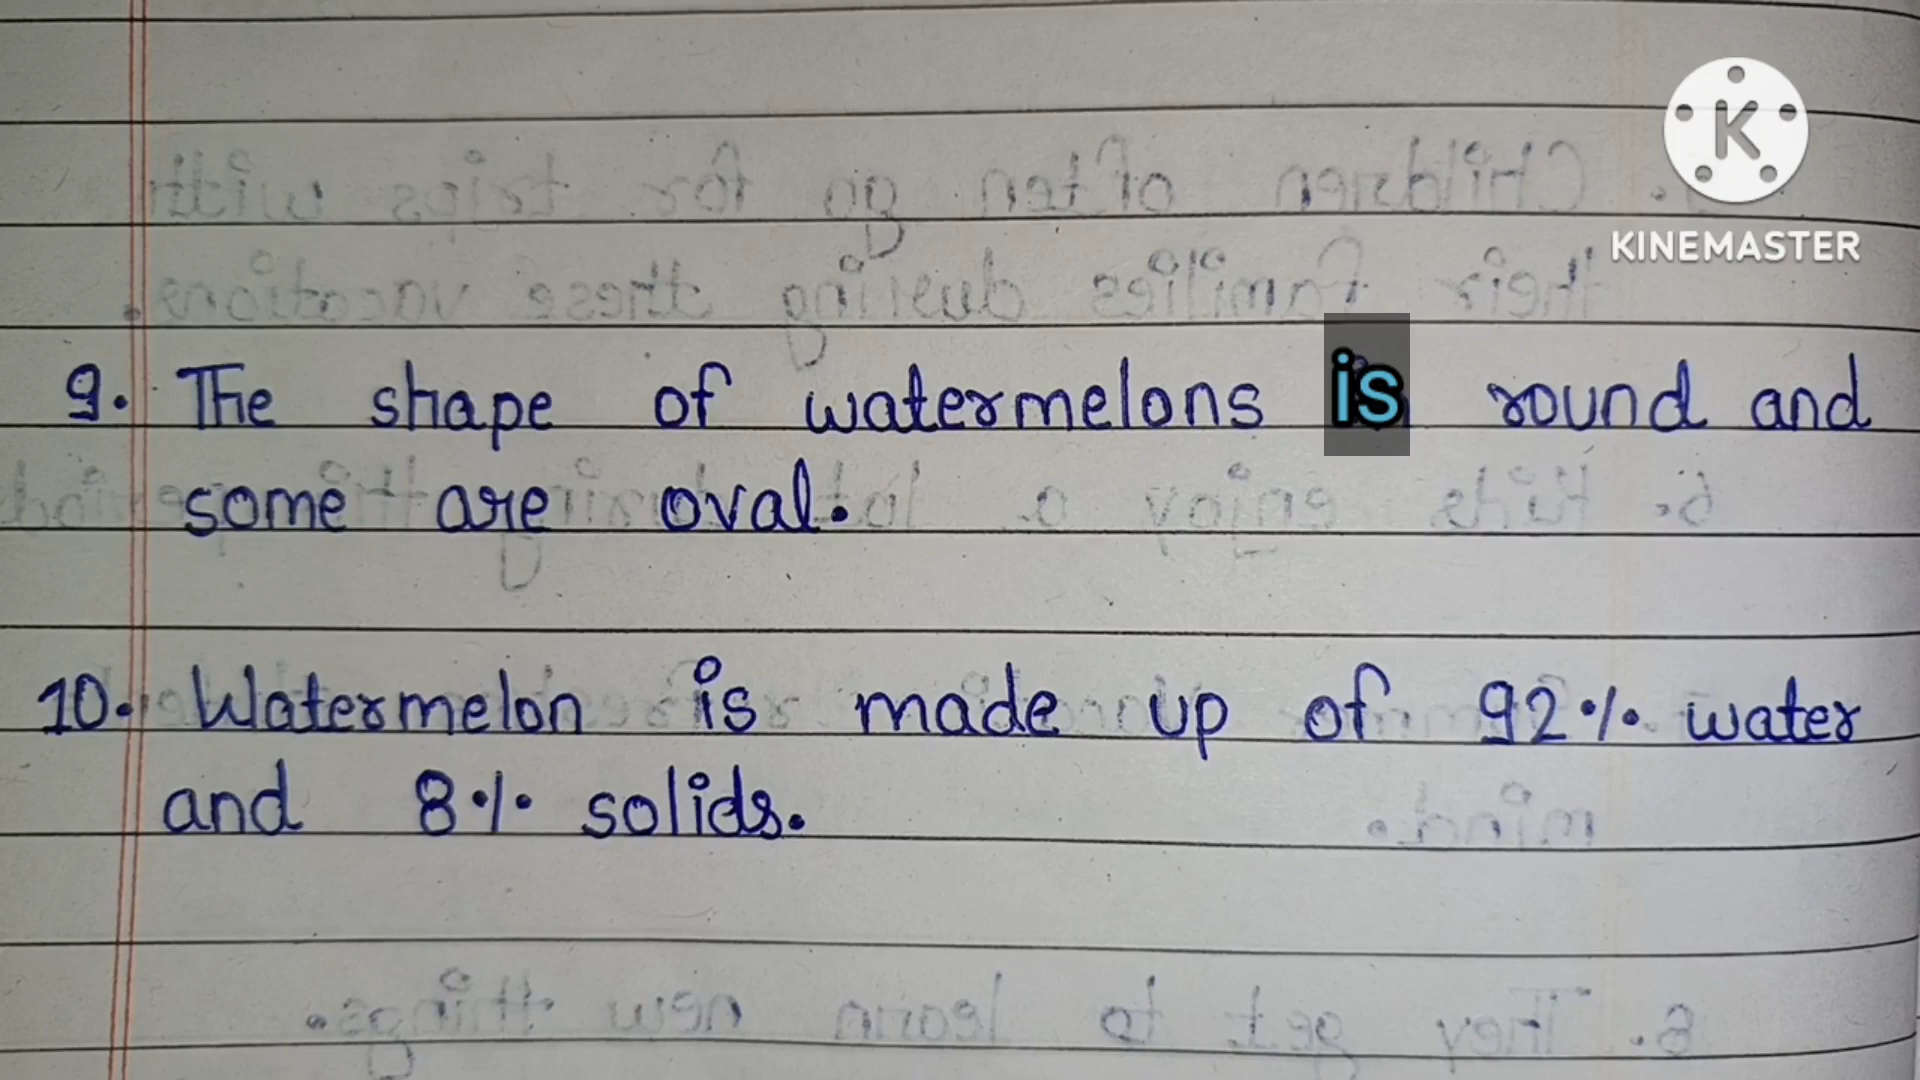 KINEMASTER
9. The shape of watermelons is round and
some are oval.
10. Watermelon is made up of 92% water
and 8% solids.